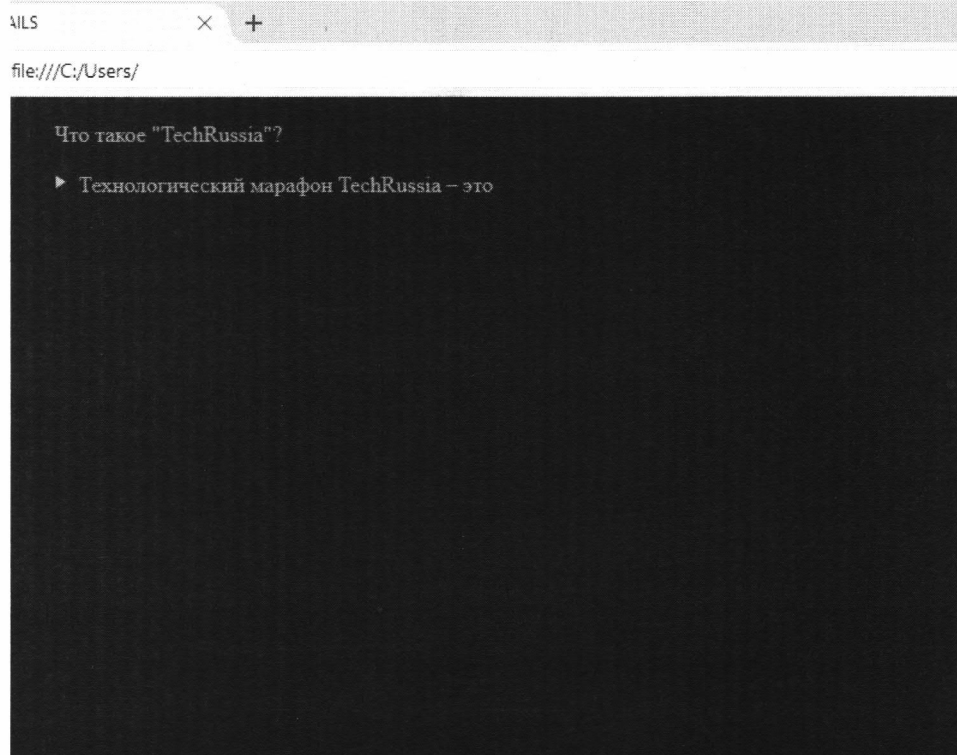 AILS
file:///C:/Users/
Что такое "TechRussia"?
Технологический марафон TechRussia – это